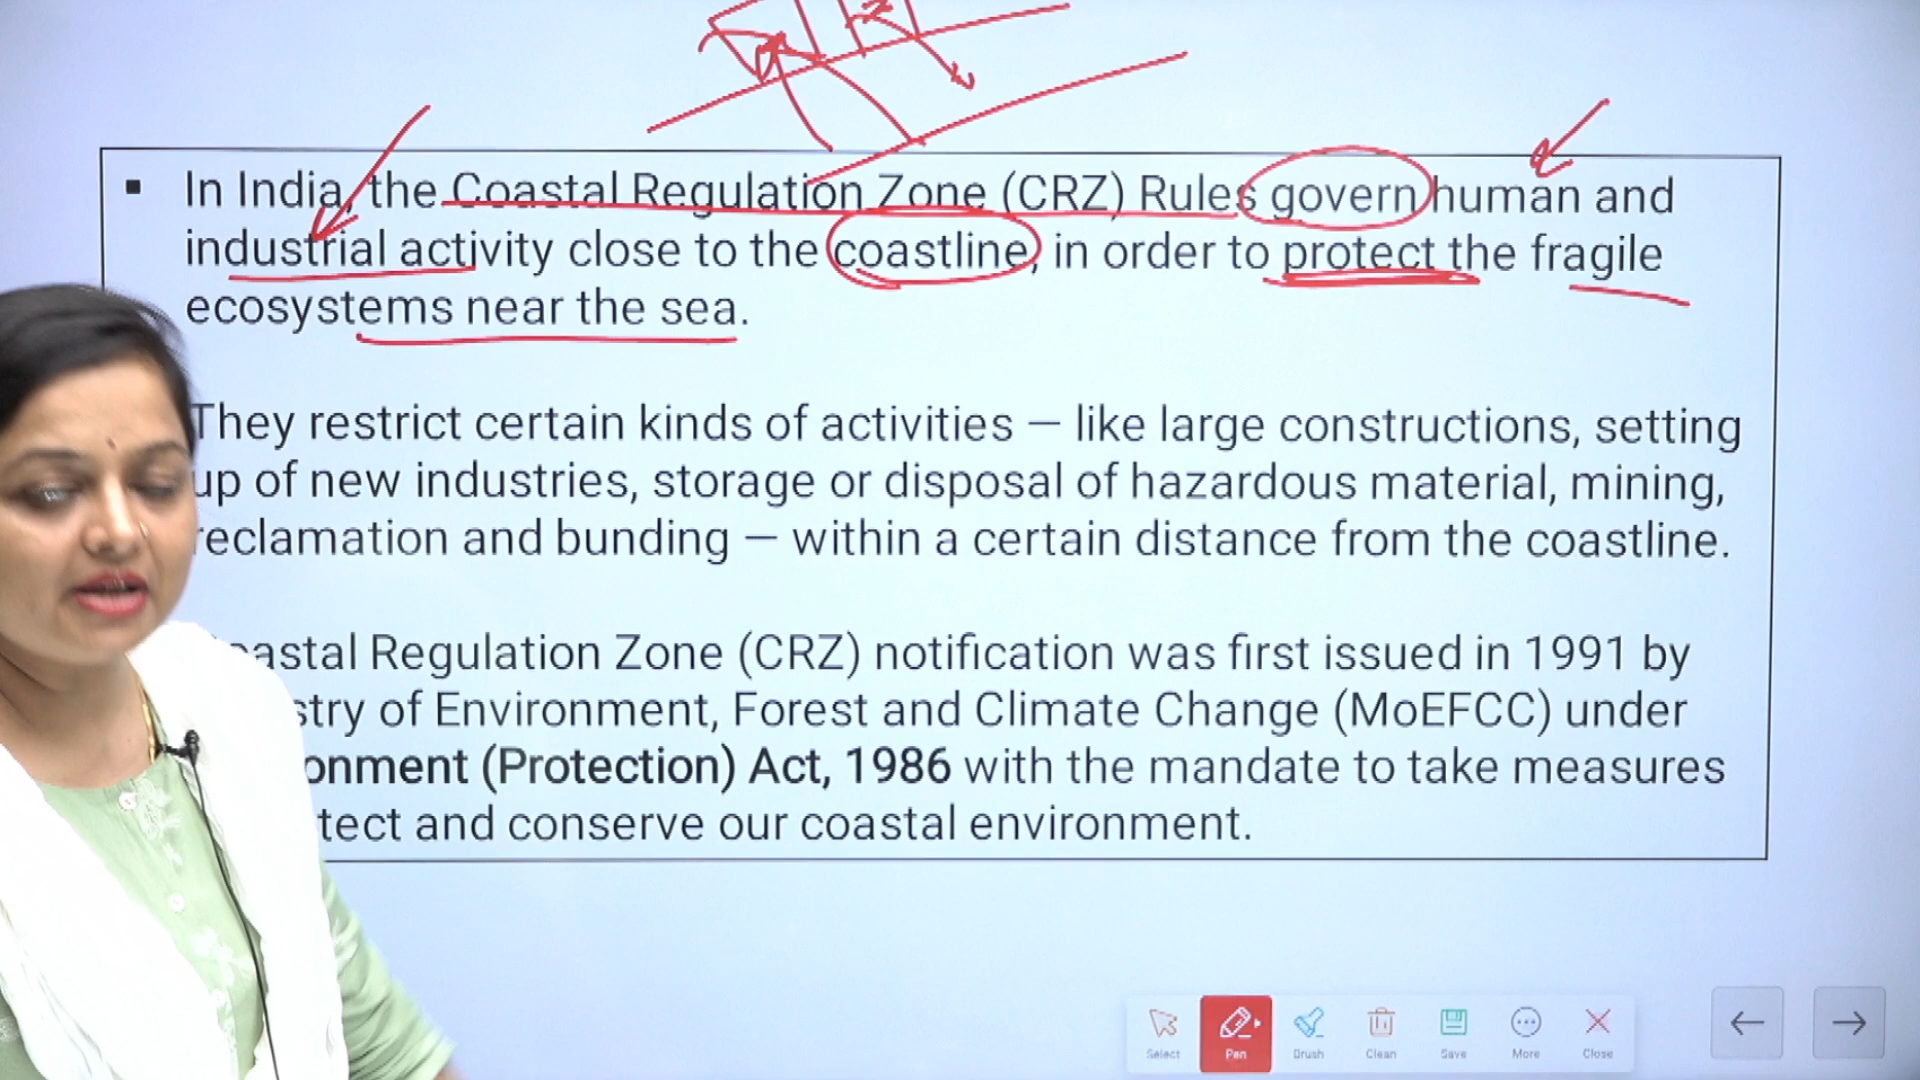 ▪ In India, the Coastal Regulation Zone (CRZ) Rules govern human and
industrial activity close to the coastline, in order to protect the fragile
ecosystems near the sea.
They restrict certain kinds of activities — like large constructions, setting
up of new industries, storage or disposal of hazardous material, mining,
reclamation and bunding — within a certain distance from the coastline.
oastal Regulation Zone (CRZ) notification was first issued in 1991 by
stry of Environment, Forest and Climate Change (MoEFCC) under
onment (Protection) Act, 1986 with the mandate to take measures
tect and conserve our coastal environment.
Select Pen Brush Clean Save More Close